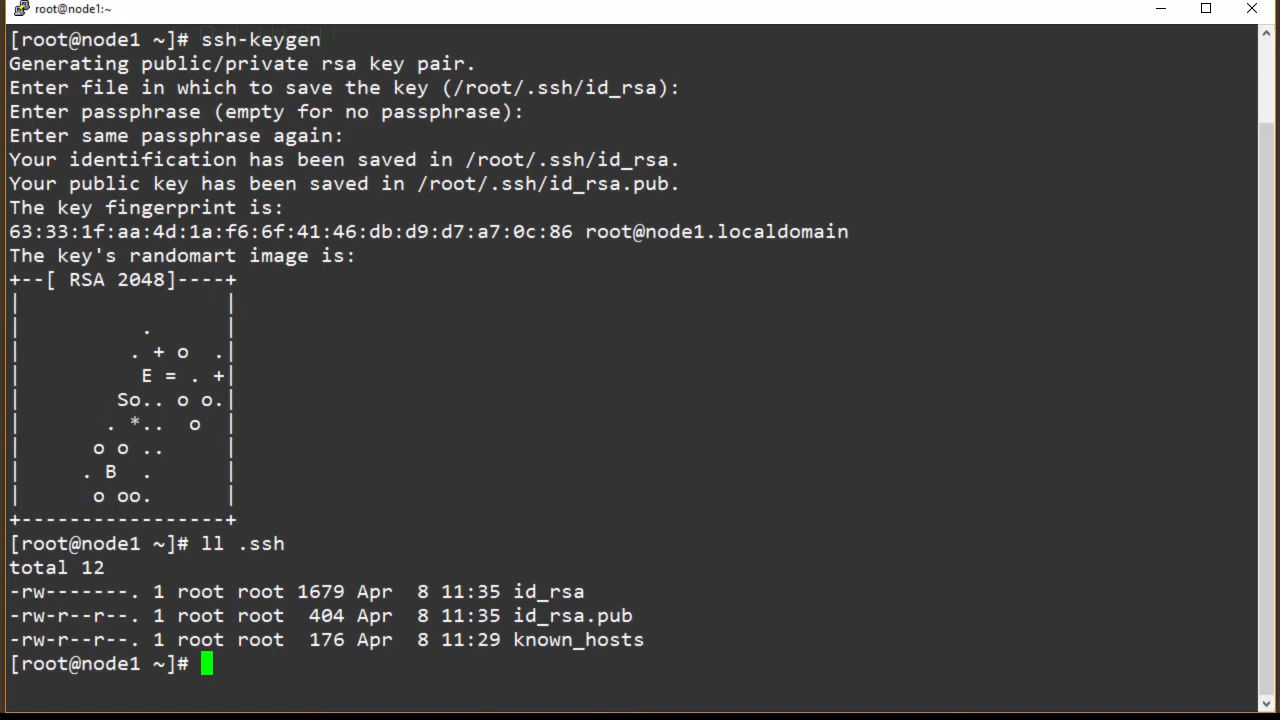 root@node1:~
[root@node1 ~]# ssh-keygen
Generating public/private rsa key pair.
Enter file in which to save the key (/root/.ssh/id_rsa):
Enter passphrase (empty for no passphrase):
Enter same passphrase again:
Your identification has been saved in /root/.ssh/id_rsa.
Your public key has been saved in /root/.ssh/id_rsa.pub.
The key fingerprint is:
63:33:1f:aa:4d:1a:f6:6f:41:46:db:d9:d7:a7:0c:86 root@node1.localdomain
The key's randomart image is:
+--[ RSA 2048]----+
|                 |
|          .      |
|         . + o  .|
|          E = . +|
|        So.. o o.|
|       . *..  o  |
|      o o ..     |
|     . B  .      |
|      o oo.      |
+-----------------+
[root@node1 ~]# ll .ssh
total 12
-rw-------. 1 root root 1679 Apr  8 11:35 id_rsa
-rw-r--r--. 1 root root  404 Apr  8 11:35 id_rsa.pub
-rw-r--r--. 1 root root  176 Apr  8 11:29 known_hosts
[root@node1 ~]#